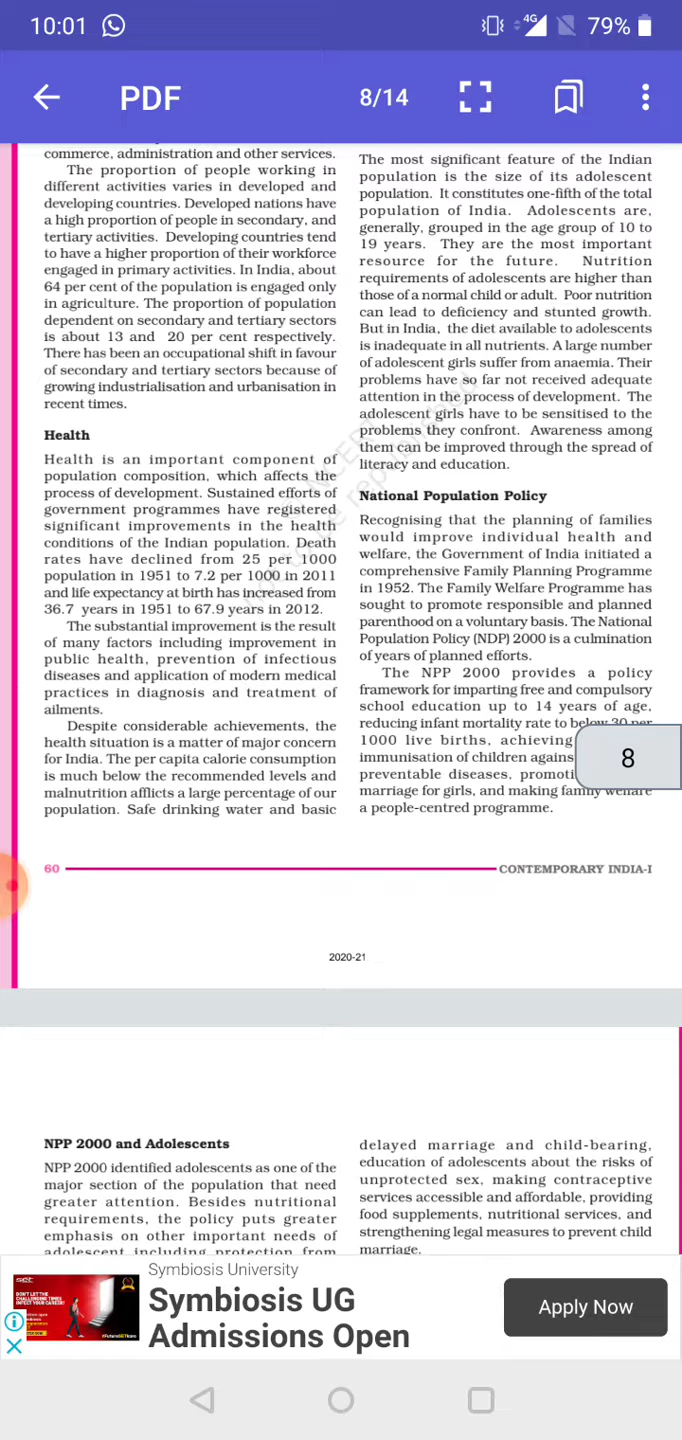 10:01
4G
79%
PDF
8/14
commerce, administration and other services.
The proportion of people working in
different activities varies in developed and
developing countries. Developed nations have
a high proportion of people in secondary, and
tertiary activities. Developing countries tend
to have a higher proportion of their workforce
engaged in primary activities. In India, about
64 per cent of the population is engaged only
in agriculture. The proportion of population
dependent on secondary and tertiary sectors
is about 13 and 20 per cent respectively.
There has been an occupational shift in favour
of secondary and tertiary sectors because of
growing industrialisation and urbanisation in
recent times.
Health
Health is an important component of
population composition, which affects the
process of development. Sustained efforts of
government programmes have registered
significant improvements in the health
conditions of the Indian population. Death
rates have declined from 25 per 1000
population in 1951 to 7.2 per 1000 in 2011
and life expectancy at birth has increased from
36.7 years in 1951 to 67.9 years in 2012.
The substantial improvement is the result
of many factors including improvement in
public health, prevention of infectious
diseases and application of modern medical
practices in diagnosis and treatment of
ailments.
Despite considerable achievements, the
health situation is a matter of major concern
for India. The per capita calorie consumption
is much below the recommended levels and
malnutrition afflicts a large percentage of our
population. Safe drinking water and basic
The most significant feature of the Indian
population is the size of its adolescent
population. It constitutes one-fifth of the total
population of India. Adolescents are,
generally, grouped in the age group of 10 to
19 years. They are the most important
resource for the future. Nutrition
requirements of adolescents are higher than
those of a normal child or adult. Poor nutrition
can lead to deficiency and stunted growth.
But in India, the diet available to adolescents
is inadequate in all nutrients. A large number
of adolescent girls suffer from anaemia. Their
problems have so far not received adequate
attention in the process of development. The
adolescent girls have to be sensitised to the
problems they confront. Awareness among
them can be improved through the spread of
literacy and education.
National Population Policy
Recognising that the planning of families
would improve individual health and
welfare, the Government of India initiated a
comprehensive Family Planning Programme
in 1952. The Family Welfare Programme has
sought to promote responsible and planned
parenthood on a voluntary basis. The National
Population Policy (NDP) 2000 is a culmination
of years of planned efforts.
The NPP 2000 provides a policy
framework for imparting free and compulsory
school education up to 14 years of age,
reducing infant mortality rate to below 30 per
1000 live births, achieving
immunisation of children agains
preventable diseases, promoti
marriage for girls, and making family welfare
a people-centred programme.
8
60
CONTEMPORARY INDIA-I
2020-21
NPP 2000 and Adolescents
NPP 2000 identified adolescents as one of the
major section of the population that need
greater attention. Besides nutritional
requirements, the policy puts greater
emphasis on other important needs of
adolescent including protection from
delayed marriage and child-bearing,
education of adolescents about the risks of
unprotected sex, making contraceptive
services accessible and affordable, providing
food supplements, nutritional services, and
strengthening legal measures to prevent child
marriage.
Symbiosis University
Symbiosis UG
Admissions Open
Apply Now